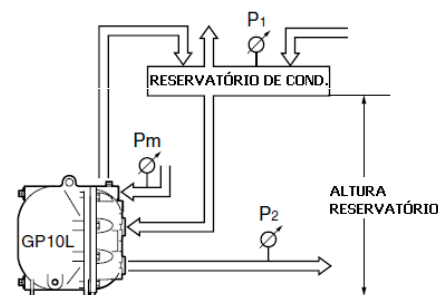 P1
RESERVATÓRIO DE COND.
Pm
ALTURA
RESERVATÓRIO
P2
GP10L